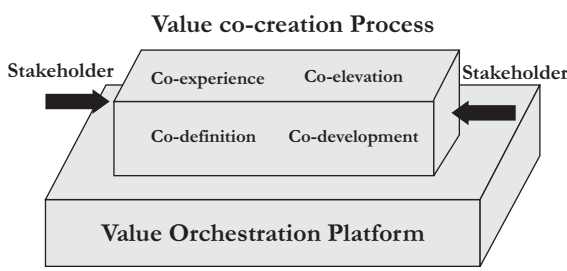 Value co-creation Process
Stakeholder
Co-experience
Co-elevation
Stakeholder
Co-definition
Co-development
Value Orchestration Platform